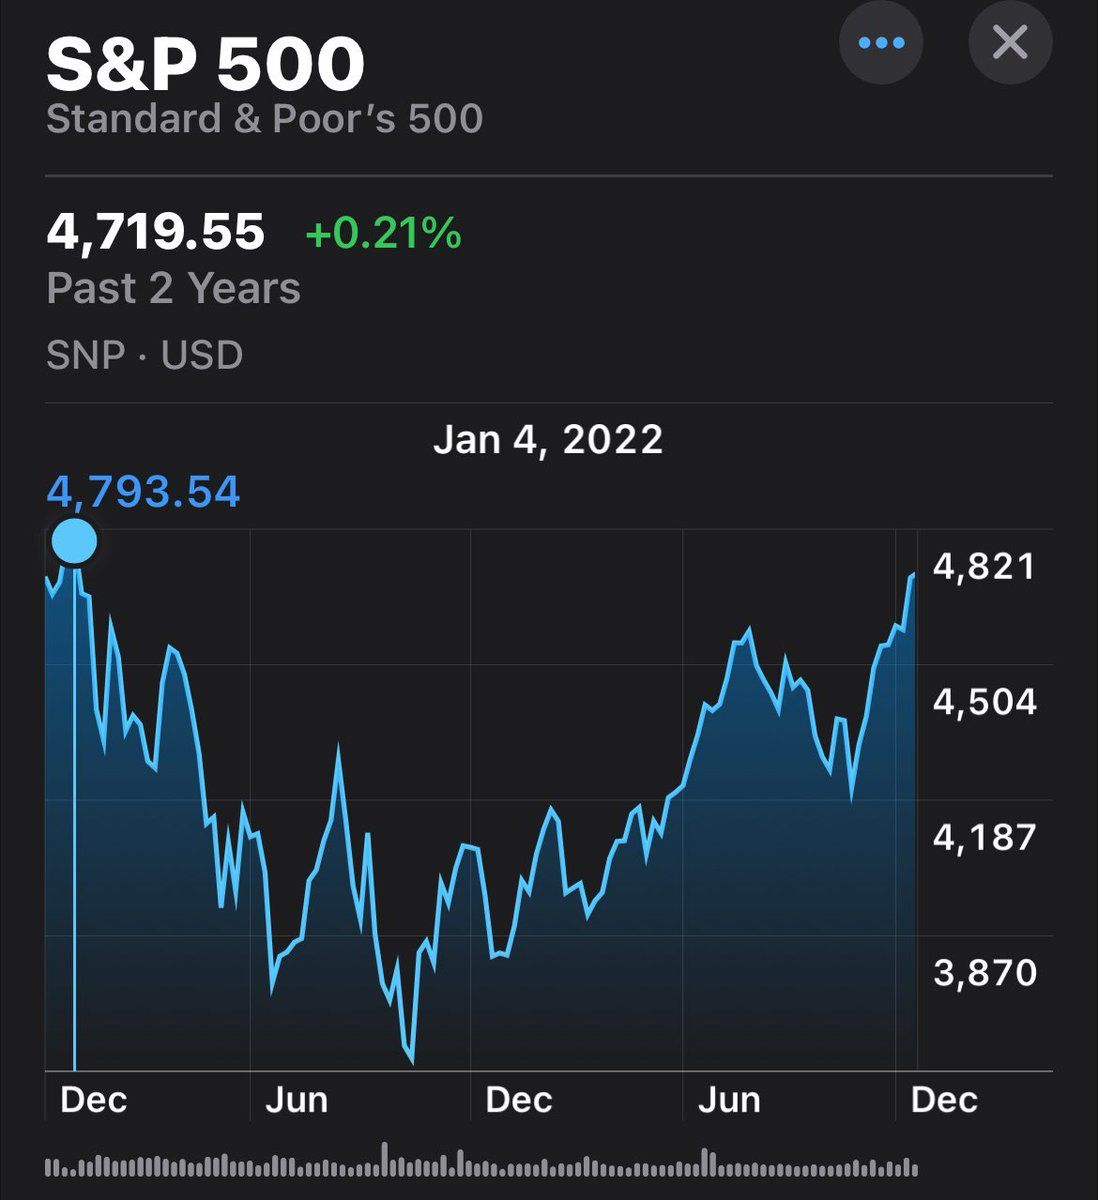 S&P 500
Standard & Poor’s 500
4,719.55 +0.21%
Past 2 Years
SNP · USD
Jan 4, 2022
4,793.54
4,821
4,504
4,187
3,870
Dec Jun Dec Jun Dec